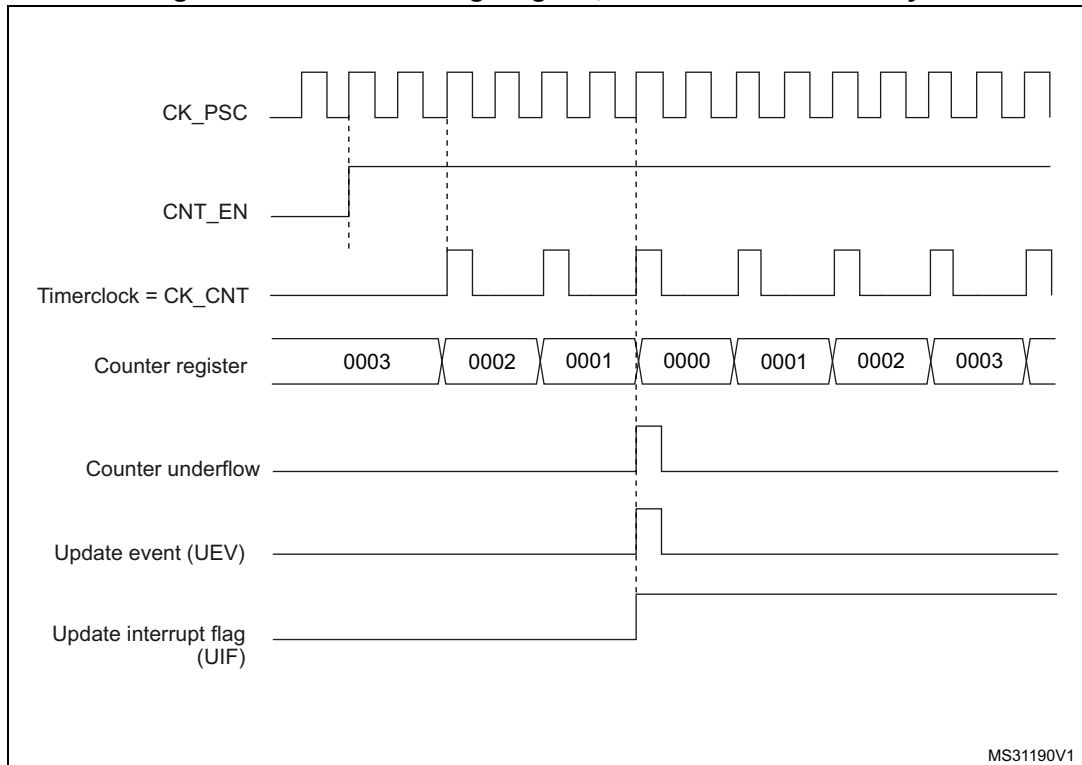 CK_PSC
CNT_EN
Timerclock = CK_CNT
Counter register
0003 0002 0001 0000 0001 0002 0003
Counter underflow
Update event (UEV)
Update interrupt flag
(UIF)
MS31190V1